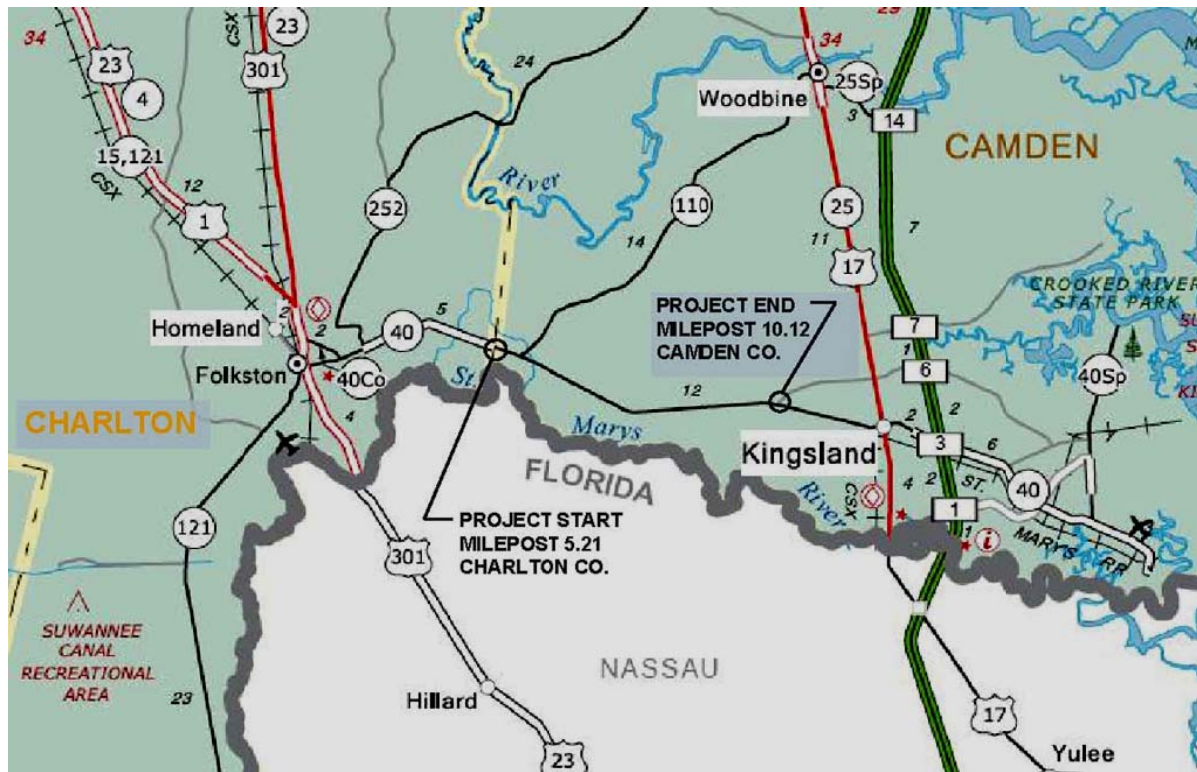 34
23
4
15,121
CSX
12
1
CSX
23
301
24
252
River
110
14
34
Woodbine
25Sp
3
14
CAMDEN
25
11
17
7
CROOKED RIVER
STATE PARK
Homeland
2
2
Folkston
40Co
40
5
St.
PROJECT END
MILEPOST 10.12
CAMDEN CO.
7
1
6
40Sp
CHARLTON
4
12
Marys
2
2
Kingsland
3
6
FLORIDA
ST.
40
2
CSX
4
River
1
1
i
MARYS
RR
121
301
PROJECT START
MILEPOST 5.21
CHARLTON CO.
SUWANNEE
CANAL
RECREATIONAL
AREA
23
NASSAU
Hillard
23
17
Yulee